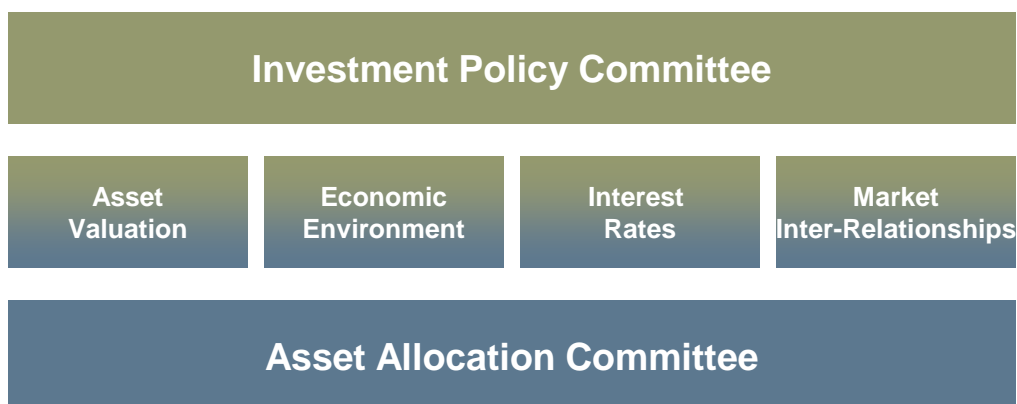 Investment Policy Committee
Asset
Valuation
Economic
Environment
Interest
Rates
Market
Inter-Relationships
Asset Allocation Committee